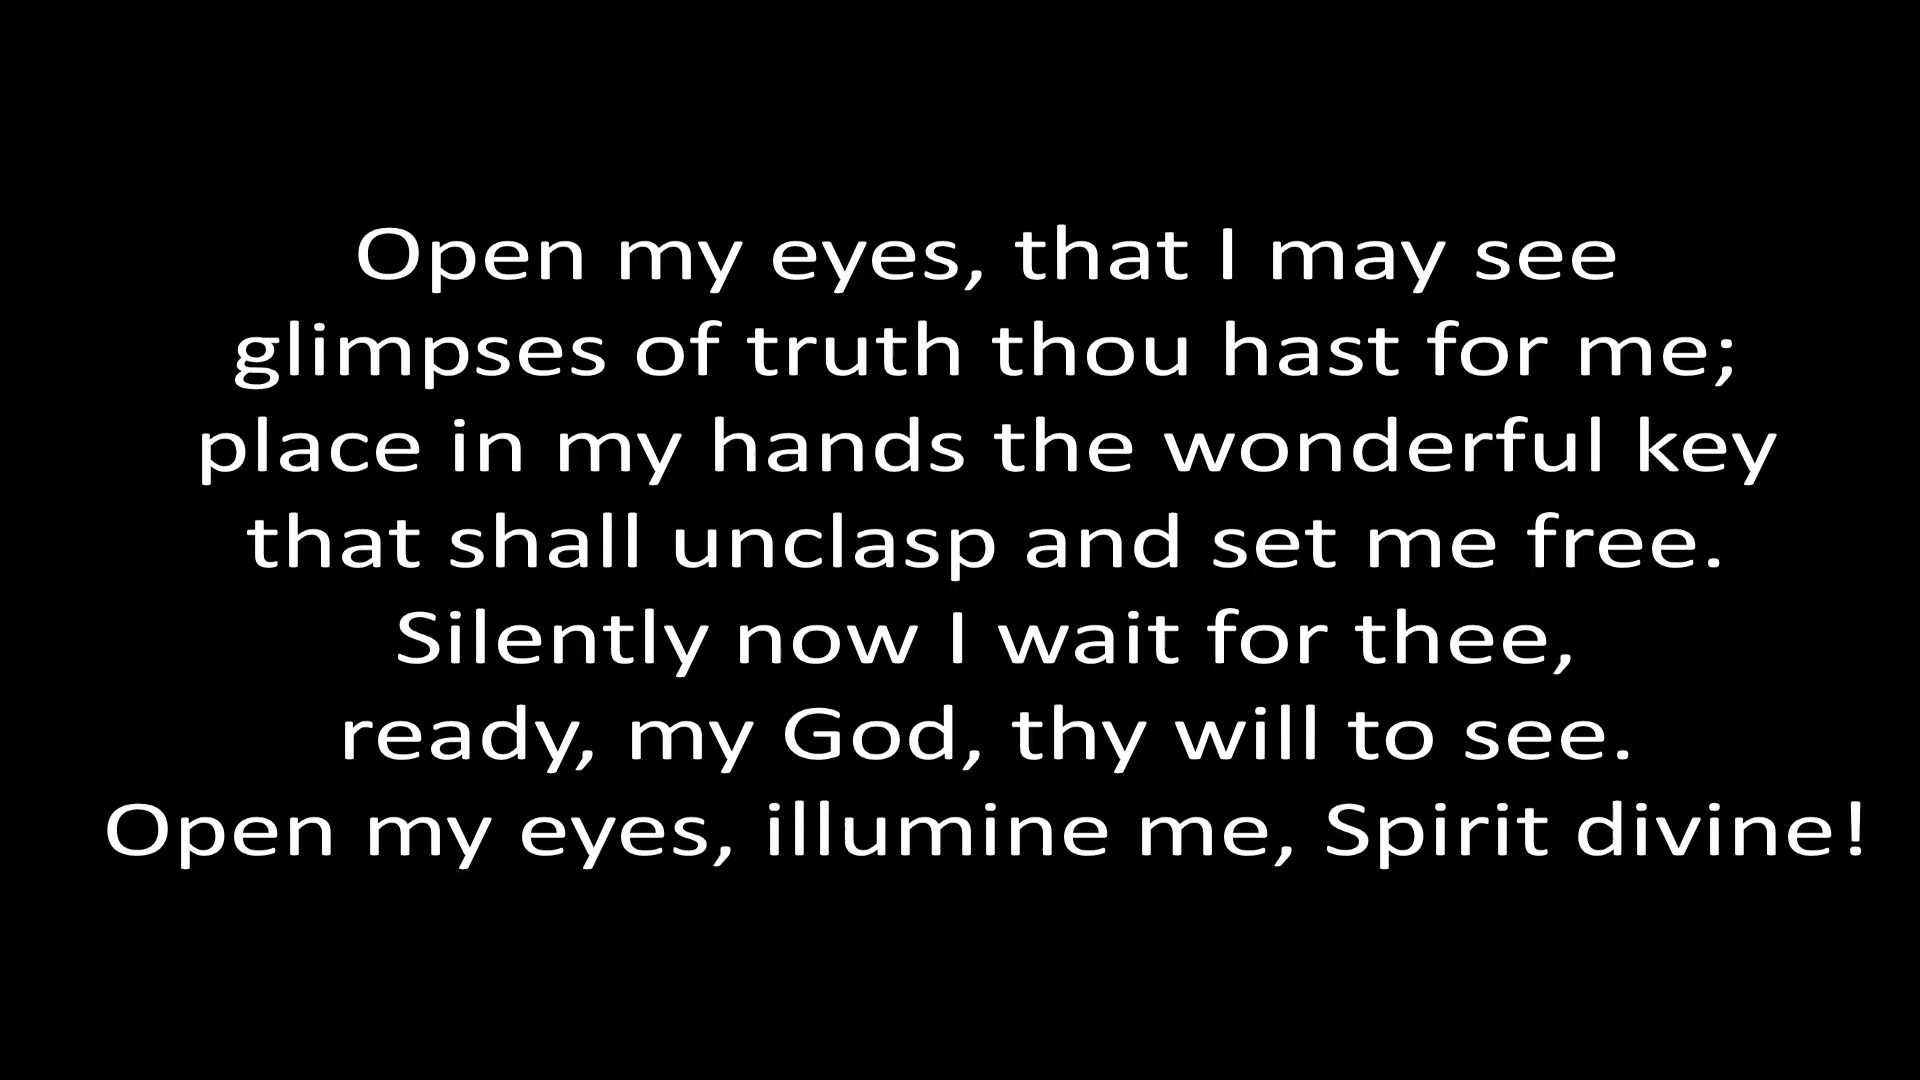 Open my eyes, that I may see
glimpses of truth thou hast for me;
place in my hands the wonderful key
that shall unclasp and set me free.
Silently now I wait for thee,
ready, my God, thy will to see.
Open my eyes, illumine me, Spirit divine!